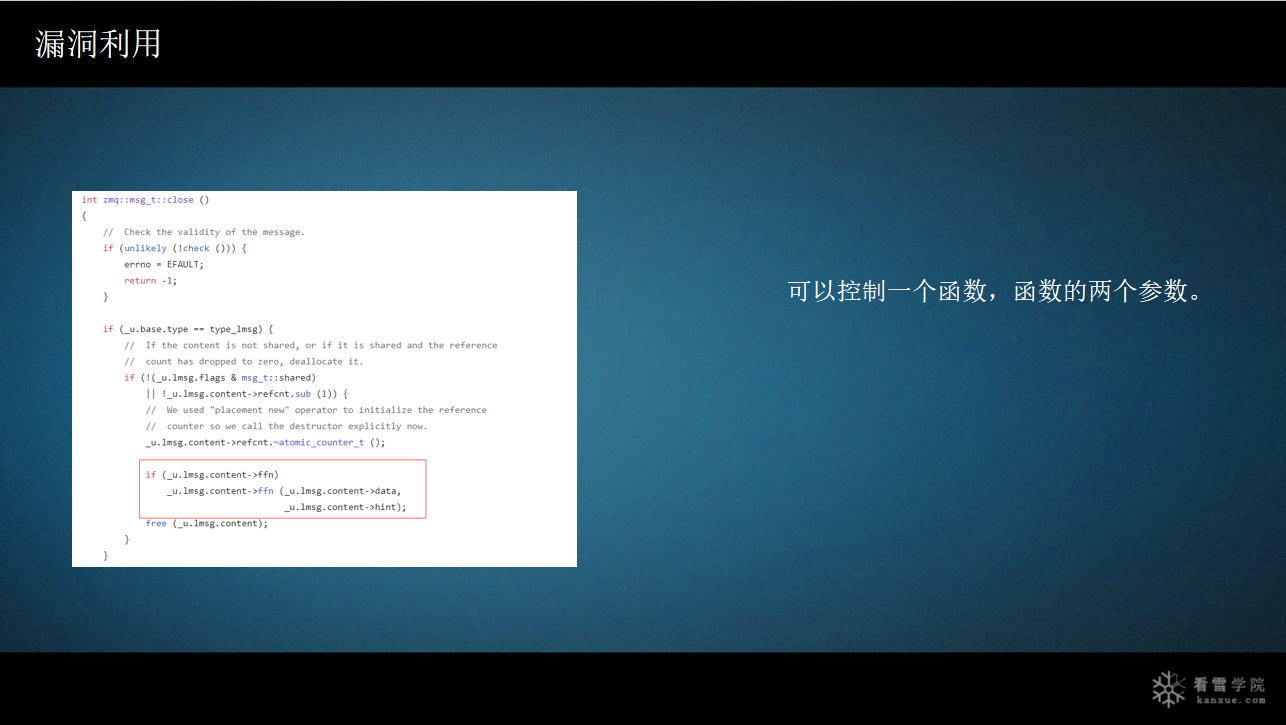 漏洞利用
int zmq::msg_t::close ()
{
// Check the validity of the message.
if (unlikely (!check ())) {
errno = EFAULT;
return -1;
}
if (_u.base.type == type_lmsg) {
// If the content is not shared, or if it is shared and the reference
// count has dropped to zero, deallocate it.
if (!(_u.lmsg.flags & msg_t::shared)
|| !_u.lmsg.content->refcnt.sub (1)) {
// We used "placement new" operator to initialize the reference
// counter so we call the destructor explicitly now.
_u.lmsg.content->refcnt.~atomic_counter_t ();
if (_u.lmsg.content->ffn)
_u.lmsg.content->ffn (_u.lmsg.content->data,
_u.lmsg.content->hint);
free (_u.lmsg.content);
}
}
可以控制一个函数，函数的两个参数。
看雪学院
kanxue.com